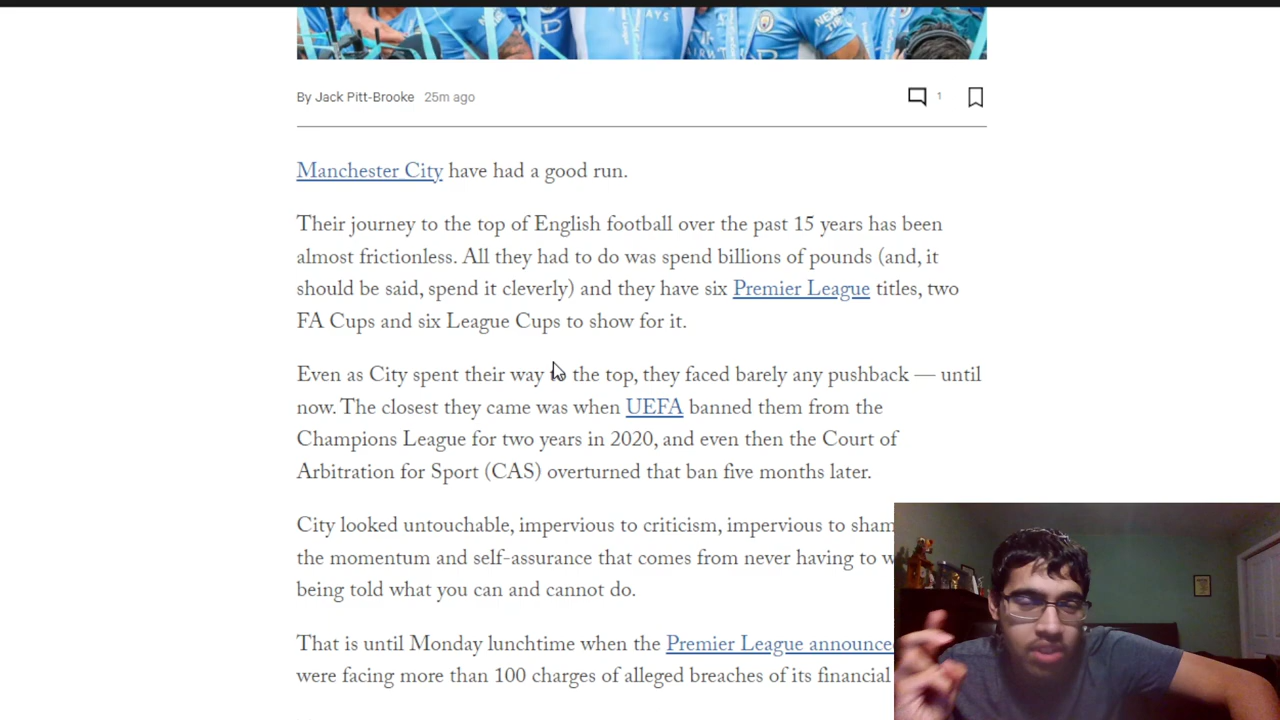 By Jack Pitt-Brooke 25m ago 1
Manchester City have had a good run.
Their journey to the top of English football over the past 15 years has been
almost frictionless. All they had to do was spend billions of pounds (and, it
should be said, spend it cleverly) and they have six Premier League titles, two
FA Cups and six League Cups to show for it.
Even as City spent their way the top, they faced barely any pushback — until
now. The closest they came was when UEFA banned them from the
Champions League for two years in 2020, and even then the Court of
Arbitration for Sport (CAS) overturned that ban five months later.
City looked untouchable, impervious to criticism, impervious to
the momentum and self-assurance that comes from never having to
being told what you can and cannot do.
That is until Monday lunchtime when the Premier League
were facing more than 100 charges of alleged breaches of its financial